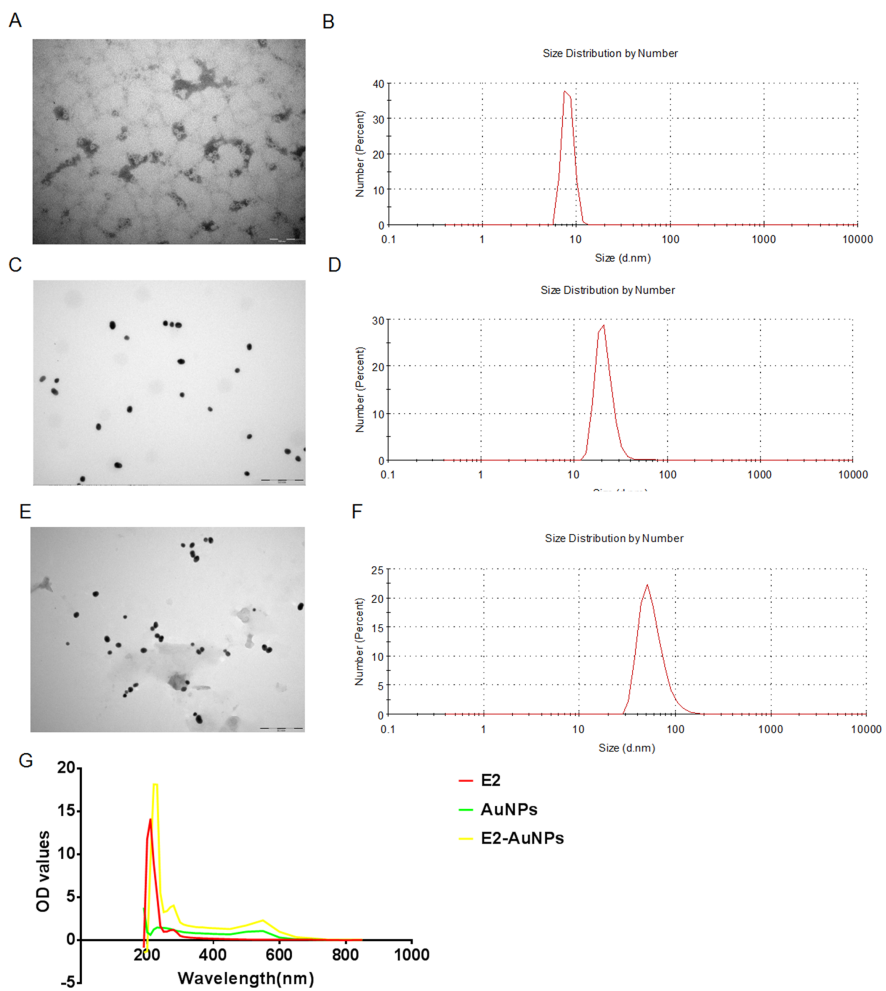 A
B
Size Distribution by Number
Number (Percent)
40
30
20
10
0
0.1 1 10 100 1000 10000
Size (d.nm)
C
D
Size Distribution by Number
Number (Percent)
30
20
10
0
0.1 1 10 100 1000 10000
E
F
Size Distribution by Number
Number (Percent)
25
20
15
10
5
0
0.1 1 10 100 1000 10000
Size (d.nm)
G
OD values
20
15
10
5
0
-5
200 400 600 800 1000
Wavelength(nm)
E2
AuNPs
E2-AuNPs